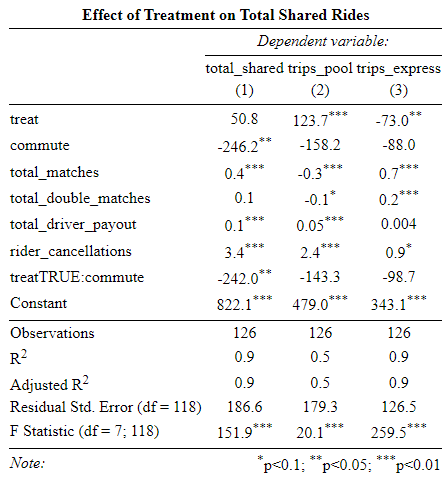 Effect of Treatment on Total Shared Rides
Dependent variable:
total_shared trips_pool trips_express
(1) (2) (3)
treat 50.8 123.7*** -73.0**
commute -246.2** -158.2 -88.0
total_matches 0.4*** -0.3*** 0.7***
total_double_matches 0.1 -0.1* 0.2***
total_driver_payout 0.1*** 0.05*** 0.004
rider_cancellations 3.4*** 2.4*** 0.9*
treatTRUE:commute -242.0** -143.3 -98.7
Constant 822.1*** 479.0*** 343.1***
Observations 126 126 126
R2 0.9 0.5 0.9
Adjusted R2 0.9 0.5 0.9
Residual Std. Error (df = 118) 186.6 179.3 126.5
F Statistic (df = 7; 118) 151.9*** 20.1*** 259.5***
Note: *p<0.1; **p<0.05; ***p<0.01